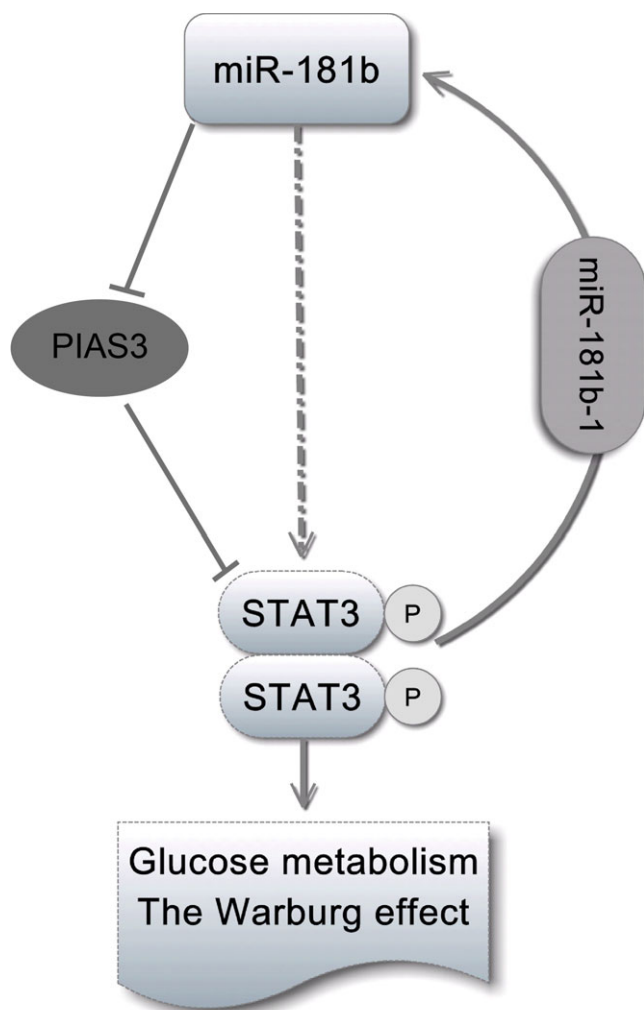 miR-181b
PIAS3
miR-181b-1
STAT3
P
STAT3
P
Glucose metabolism
The Warburg effect